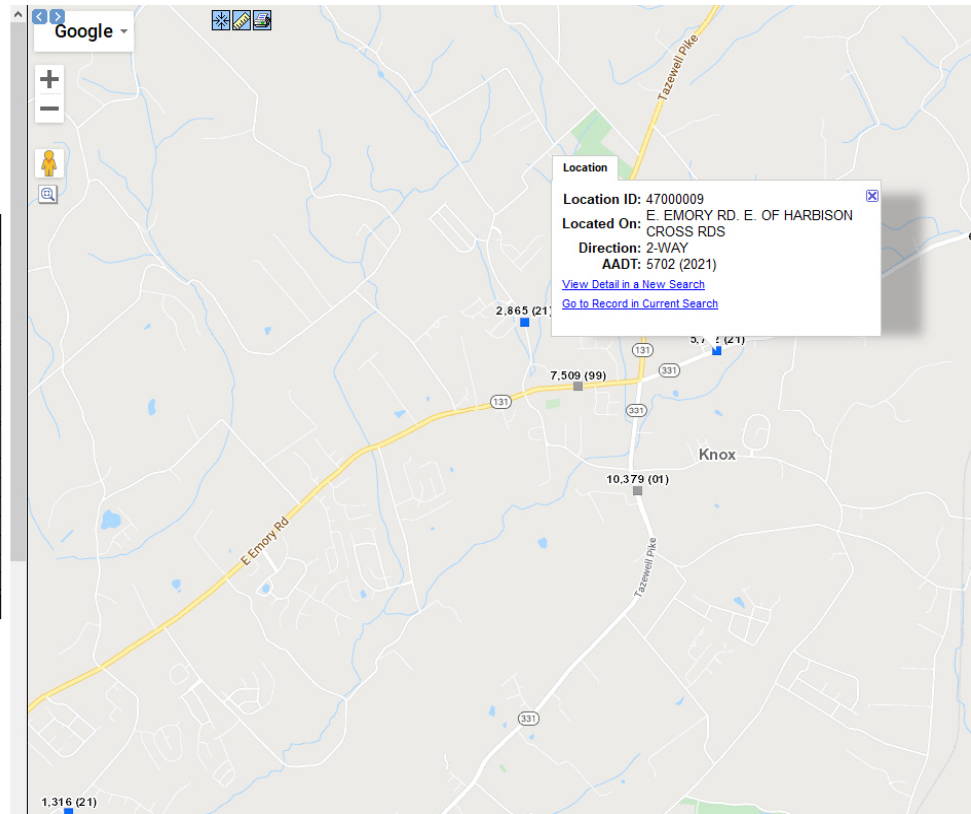 Google
Tazewell Pike
Location
Location ID: 47000009
Located On: E. EMORY RD. E. OF HARBISON
CROSS RDS
Direction: 2-WAY
AADT: 5702 (2021)
View Detail in a New Search
Go to Record in Current Search
2,865 (21)
(21)
131
331
7,509 (99)
131
331
Knox
10,379 (01)
E Emory Rd
Tazewell Pike
331
1,316 (21)